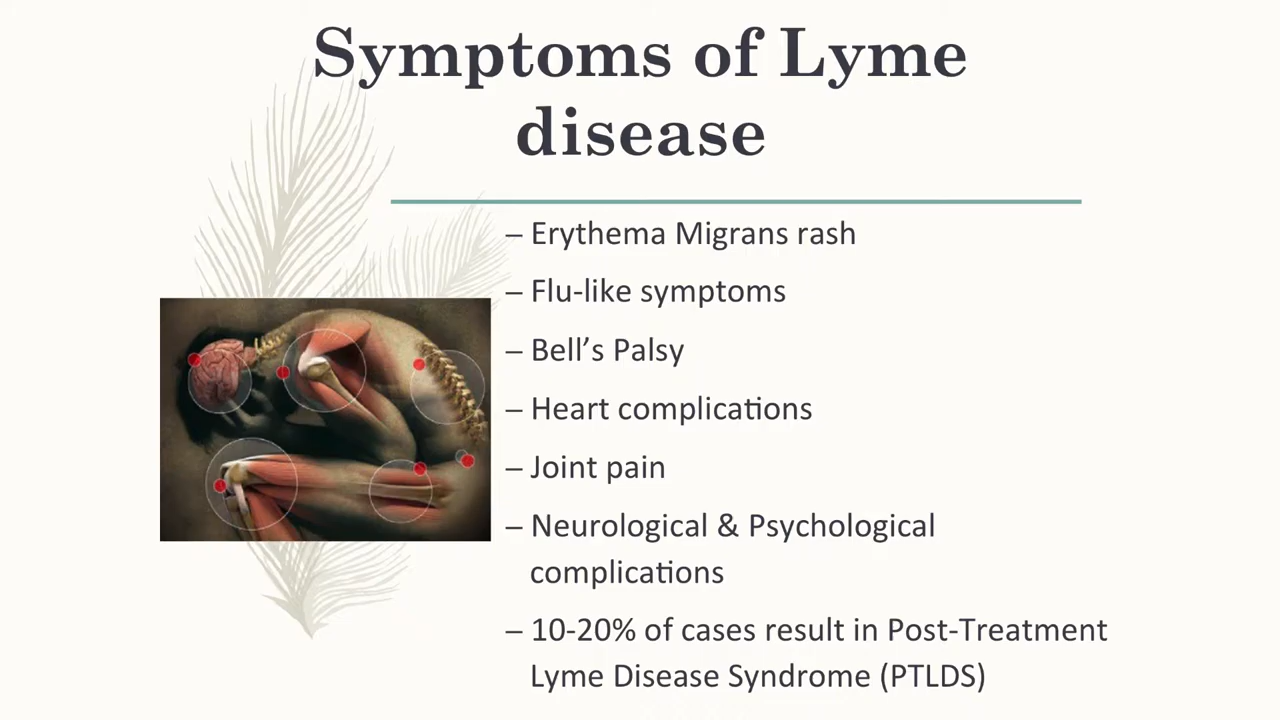 Symptoms of Lyme
disease
– Erythema Migrans rash
– Flu-like symptoms
– Bell’s Palsy
– Heart complications
– Joint pain
– Neurological & Psychological
complications
– 10-20% of cases result in Post-Treatment
Lyme Disease Syndrome (PTLDS)